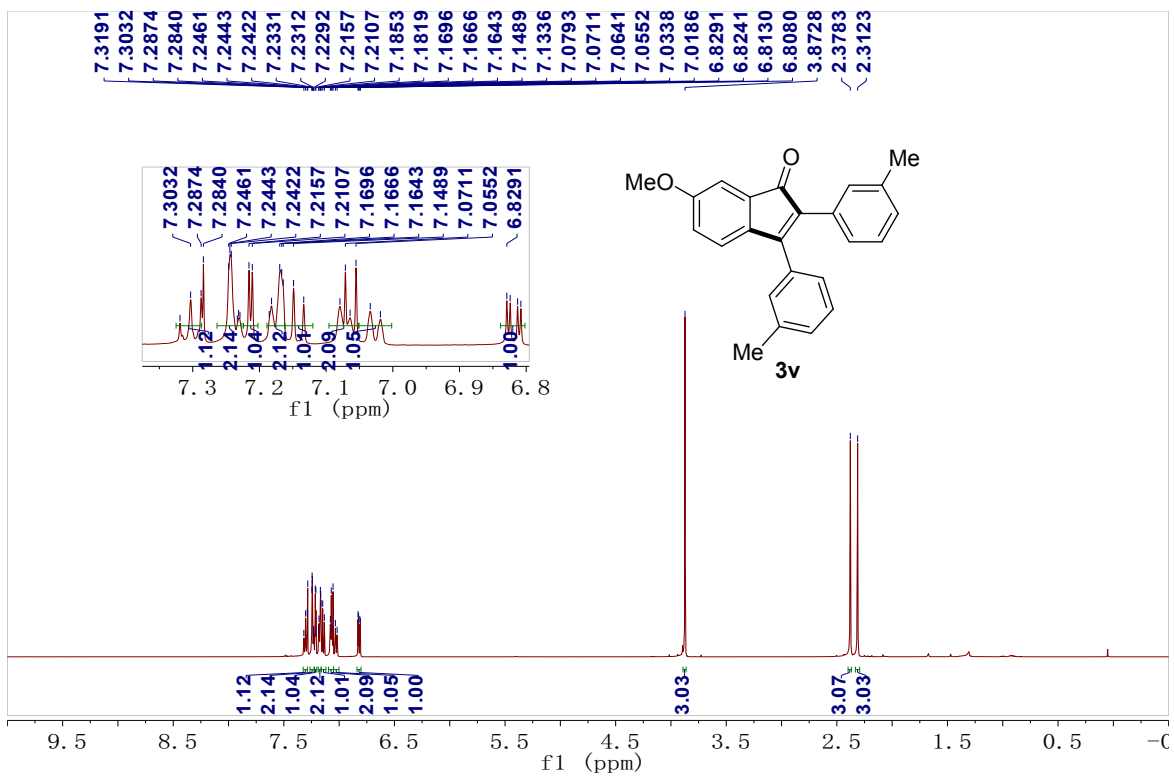 7.3191 7.3032 7.2874 7.2840 7.2461 7.2443 7.2422 7.2331 7.2312 7.2292 7.2157 7.2107 7.1853 7.1819 7.1696 7.1666 7.1643 7.1489 7.1336 7.0793 7.0711 7.0641 7.0552 7.0338 7.0186 6.8291 6.8241 6.8130 6.8080 3.8728 2.3783 2.3123
7.3032 7.2874 7.2840 7.2461 7.2443 7.2422 7.2157 7.2107 7.1696 7.1666 7.1643 7.1489 7.0711 7.0552 6.8291
1.12 2.14 1.04 2.12 1.01 2.09 1.05 1.00
7.3 7.2 7.1 7.0 6.9 6.8
f1 (ppm)
O
Me
MeO
Me
3v
1.12 2.14 1.04 2.12 1.01 2.09 1.05 1.00 3.03 3.07 3.03
9.5 8.5 7.5 6.5 5.5 4.5 3.5 2.5 1.5 0.5 -0
f1 (ppm)